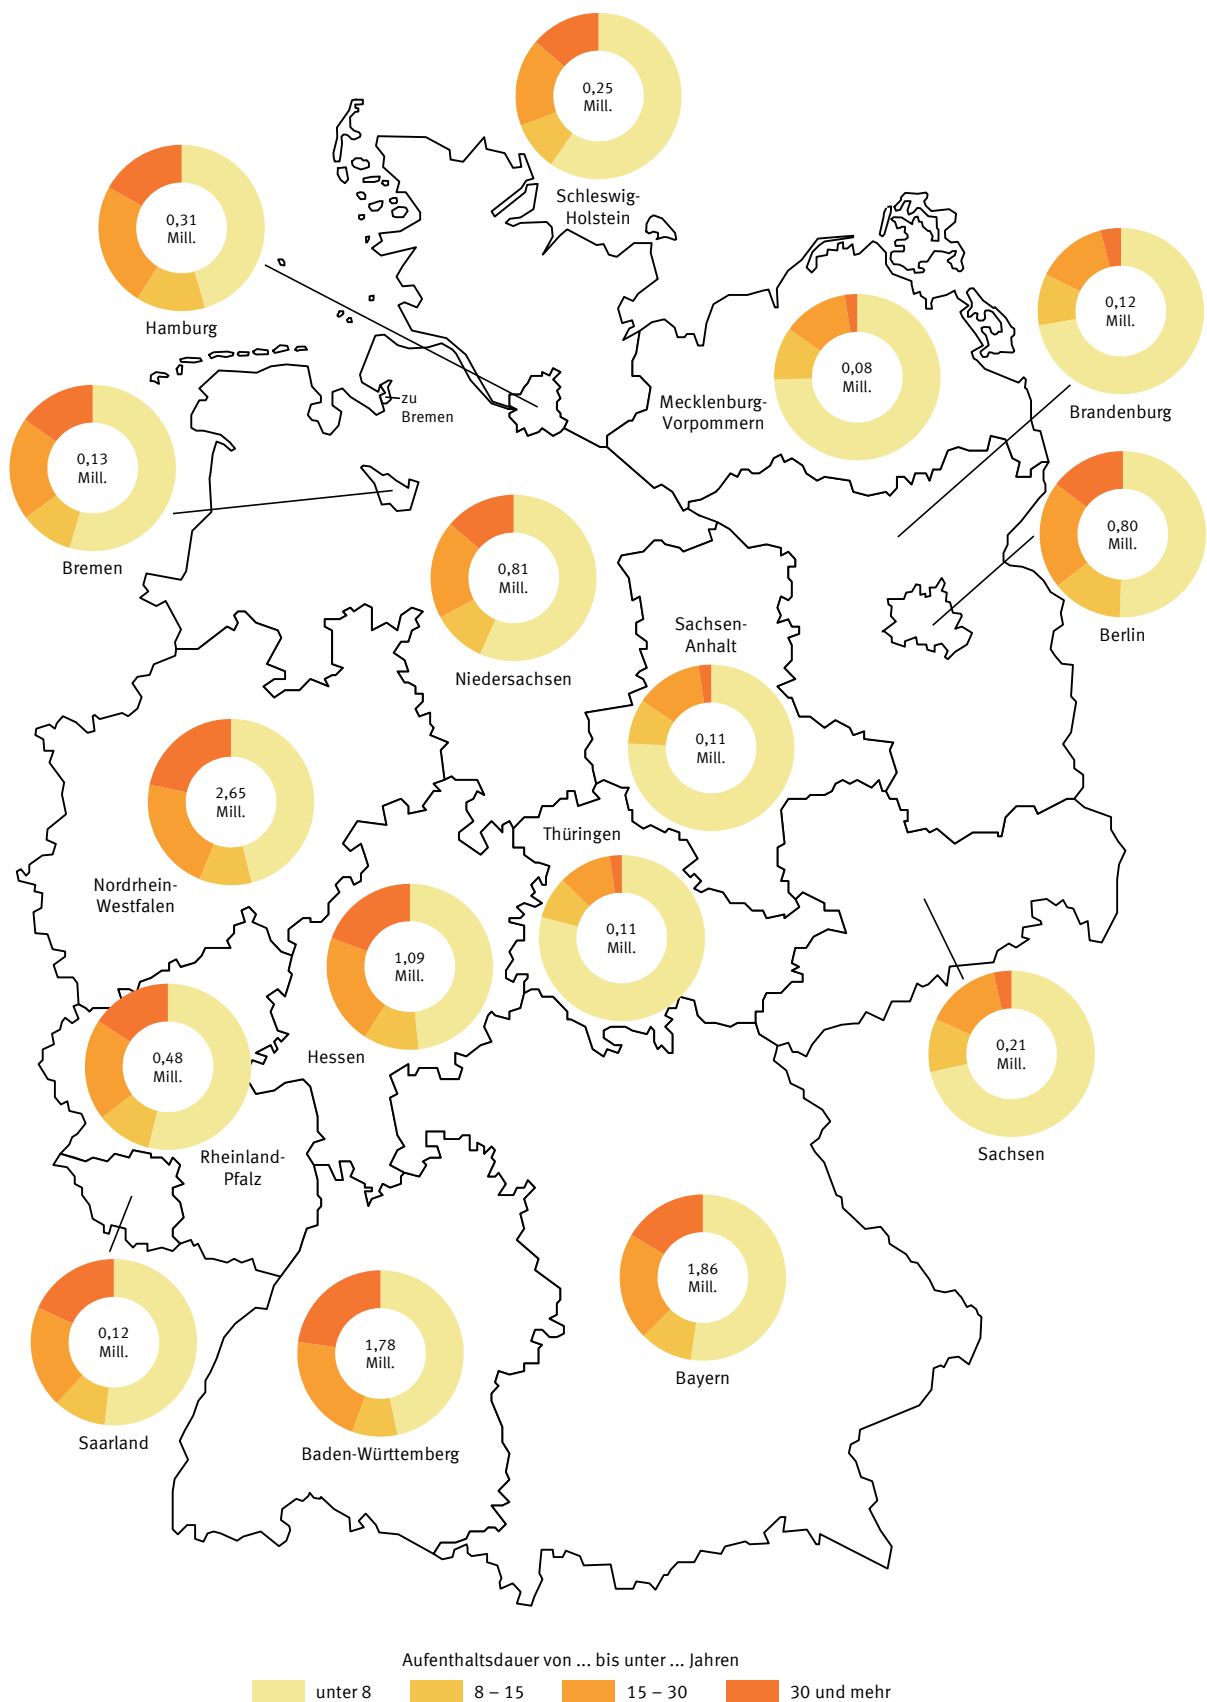 0,25
Mill.
Schleswig-
Holstein
0,31
Mill.
Hamburg
0,12
Mill.
Brandenburg
0,08
Mill.
Mecklenburg-
Vorpommern
zu
Bremen
0,13
Mill.
Bremen
0,80
Mill.
Berlin
0,81
Mill.
Niedersachsen
Sachsen-
Anhalt
0,11
Mill.
2,65
Mill.
Nordrhein-
Westfalen
Thüringen
0,11
Mill.
1,09
Mill.
Hessen
0,48
Mill.
Rheinland-
Pfalz
0,21
Mill.
Sachsen
0,12
Mill.
Saarland
1,78
Mill.
Baden-Württemberg
1,86
Mill.
Bayern
Aufenthaltsdauer von ... bis unter ... Jahren
unter 8
8 – 15
15 – 30
30 und mehr